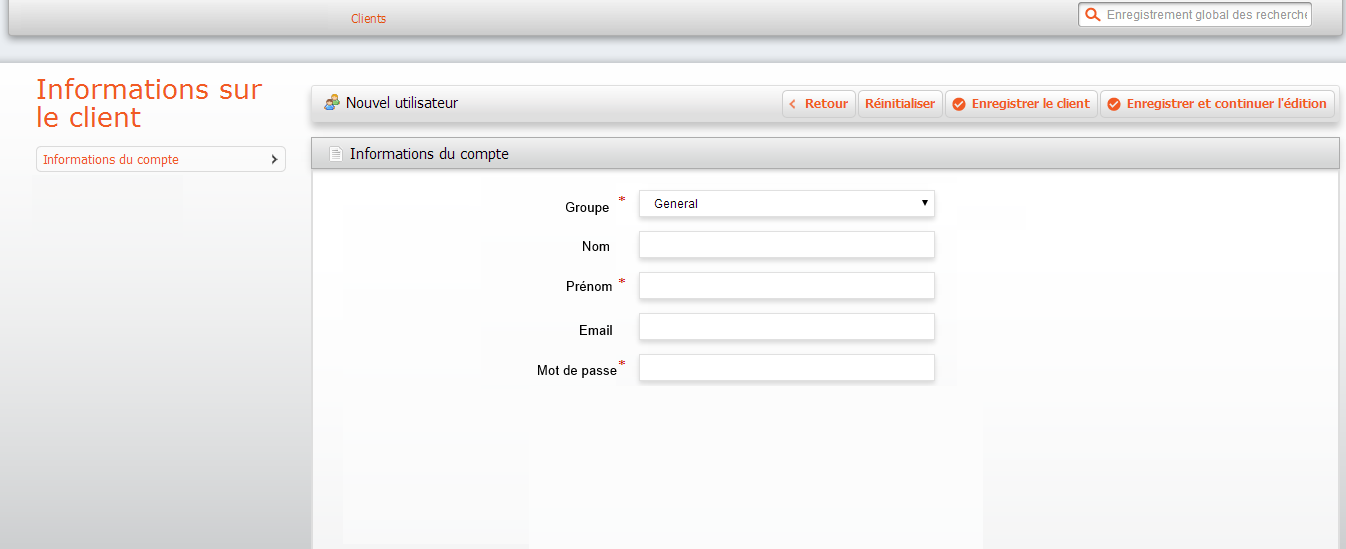 Clients
Enregistrement global des recherche
Informations sur
le client
Informations du compte
Nouvel utilisateur
Retour
Réinitialiser
Enregistrer le client
Enregistrer et continuer l'édition
Informations du compte
Groupe *
General
Nom
Prénom *
Email
Mot de passe *